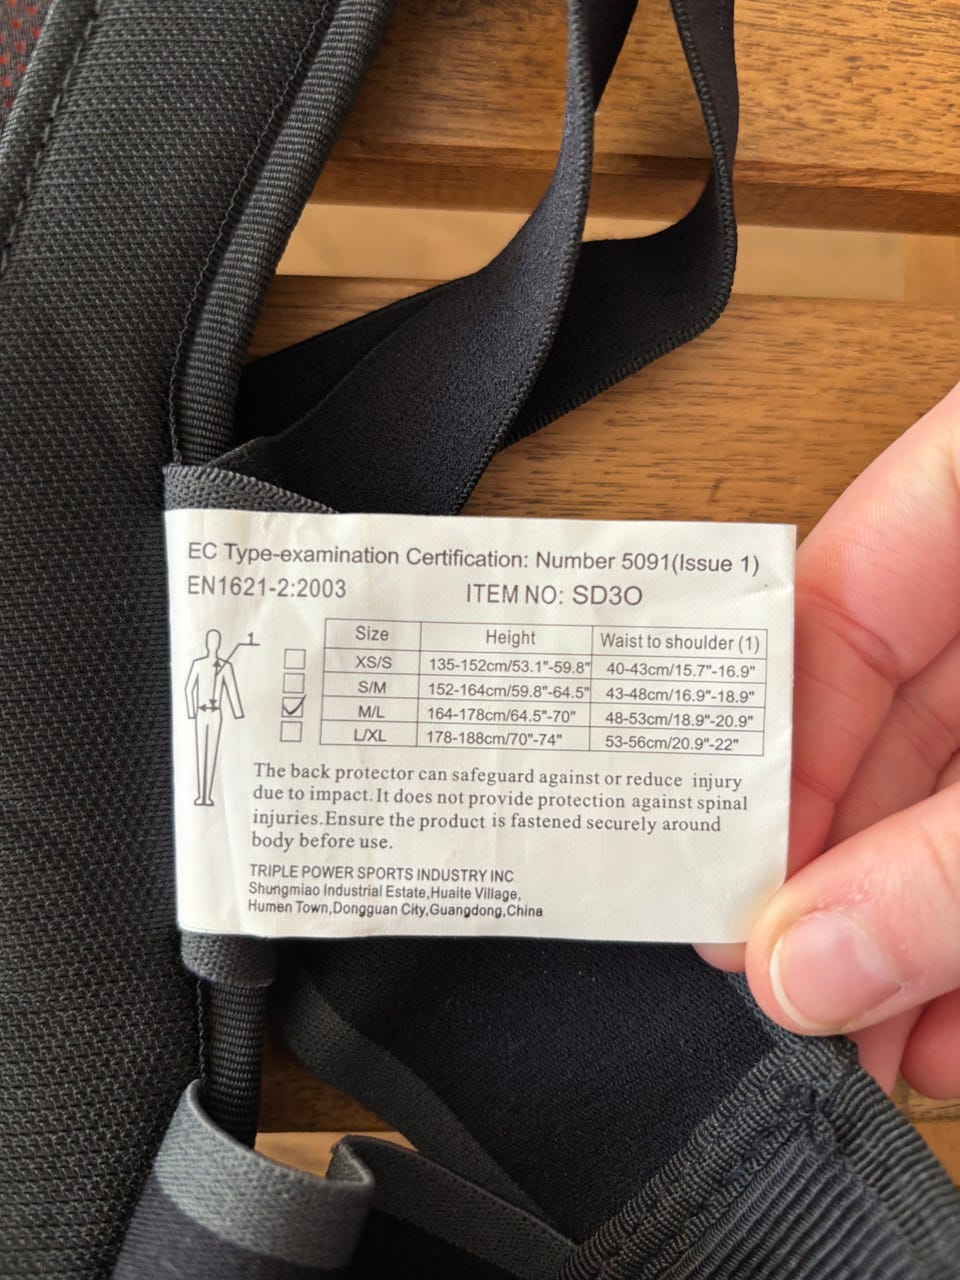 EC Type-examination Certification: Number 5091(Issue 1)
EN1621-2:2003 ITEM NO: SD3O
1
Size Height Waist to shoulder (1)
XS/S 135-152cm/53.1"-59.8" 40-43cm/15.7"-16.9"
S/M 152-164cm/59.8"-64.5" 43-48cm/16.9"-18.9"
M/L 164-178cm/64.5"-70" 48-53cm/18.9"-20.9"
L/XL 178-188cm/70"-74" 53-56cm/20.9"-22"
The back protector can safeguard against or reduce injury
due to impact.It does not provide protection against spinal
injuries.Ensure the product is fastened securely around
body before use.
TRIPLE POWER SPORTS INDUSTRY INC
Shungmiao Industrial Estate,Huaite Village,
Humen Town,Dongguan City,Guangdong,China